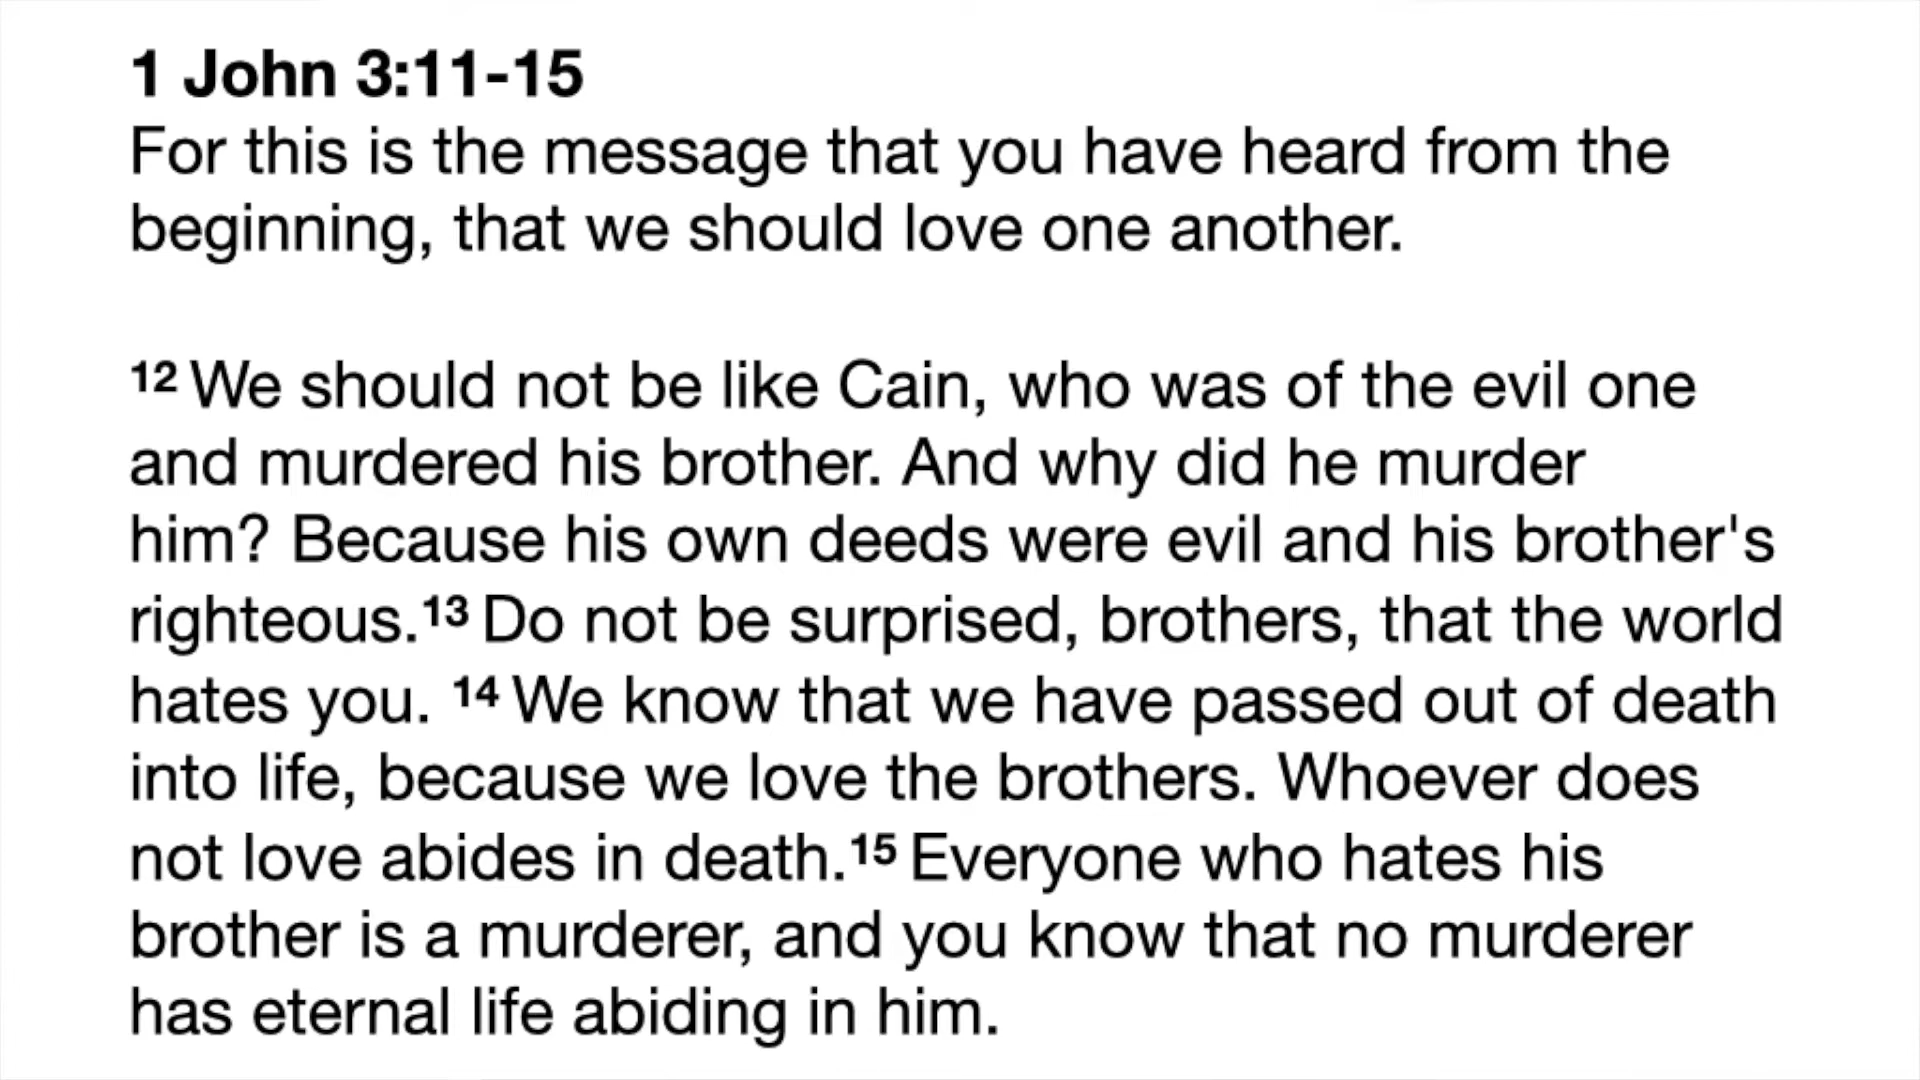 1 John 3:11-15
For this is the message that you have heard from the
beginning, that we should love one another.
12 We should not be like Cain, who was of the evil one
and murdered his brother. And why did he murder
him? Because his own deeds were evil and his brother's
righteous.13 Do not be surprised, brothers, that the world
hates you. 14 We know that we have passed out of death
into life, because we love the brothers. Whoever does
not love abides in death.15 Everyone who hates his
brother is a murderer, and you know that no murderer
has eternal life abiding in him.